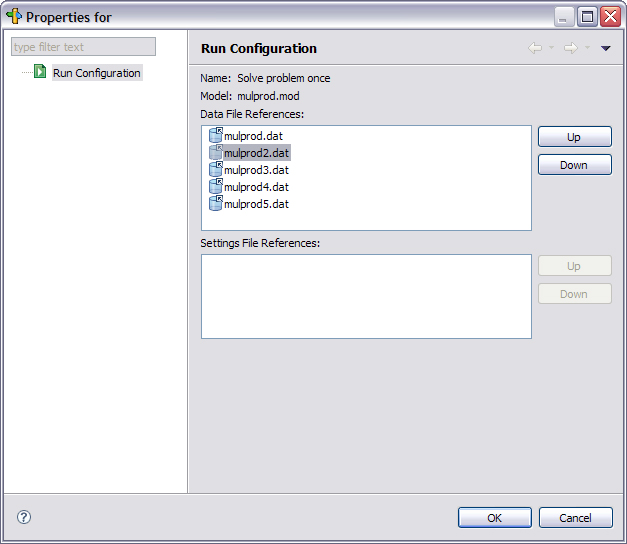 Properties for
type filter text
Run Configuration
Run Configuration
Name: Solve problem once
Model: mulprod.mod
Data File References:
mulprod.dat
mulprod2.dat
mulprod3.dat
mulprod4.dat
mulprod5.dat
Up
Down
Settings File References:
Up
Down
?
OK
Cancel